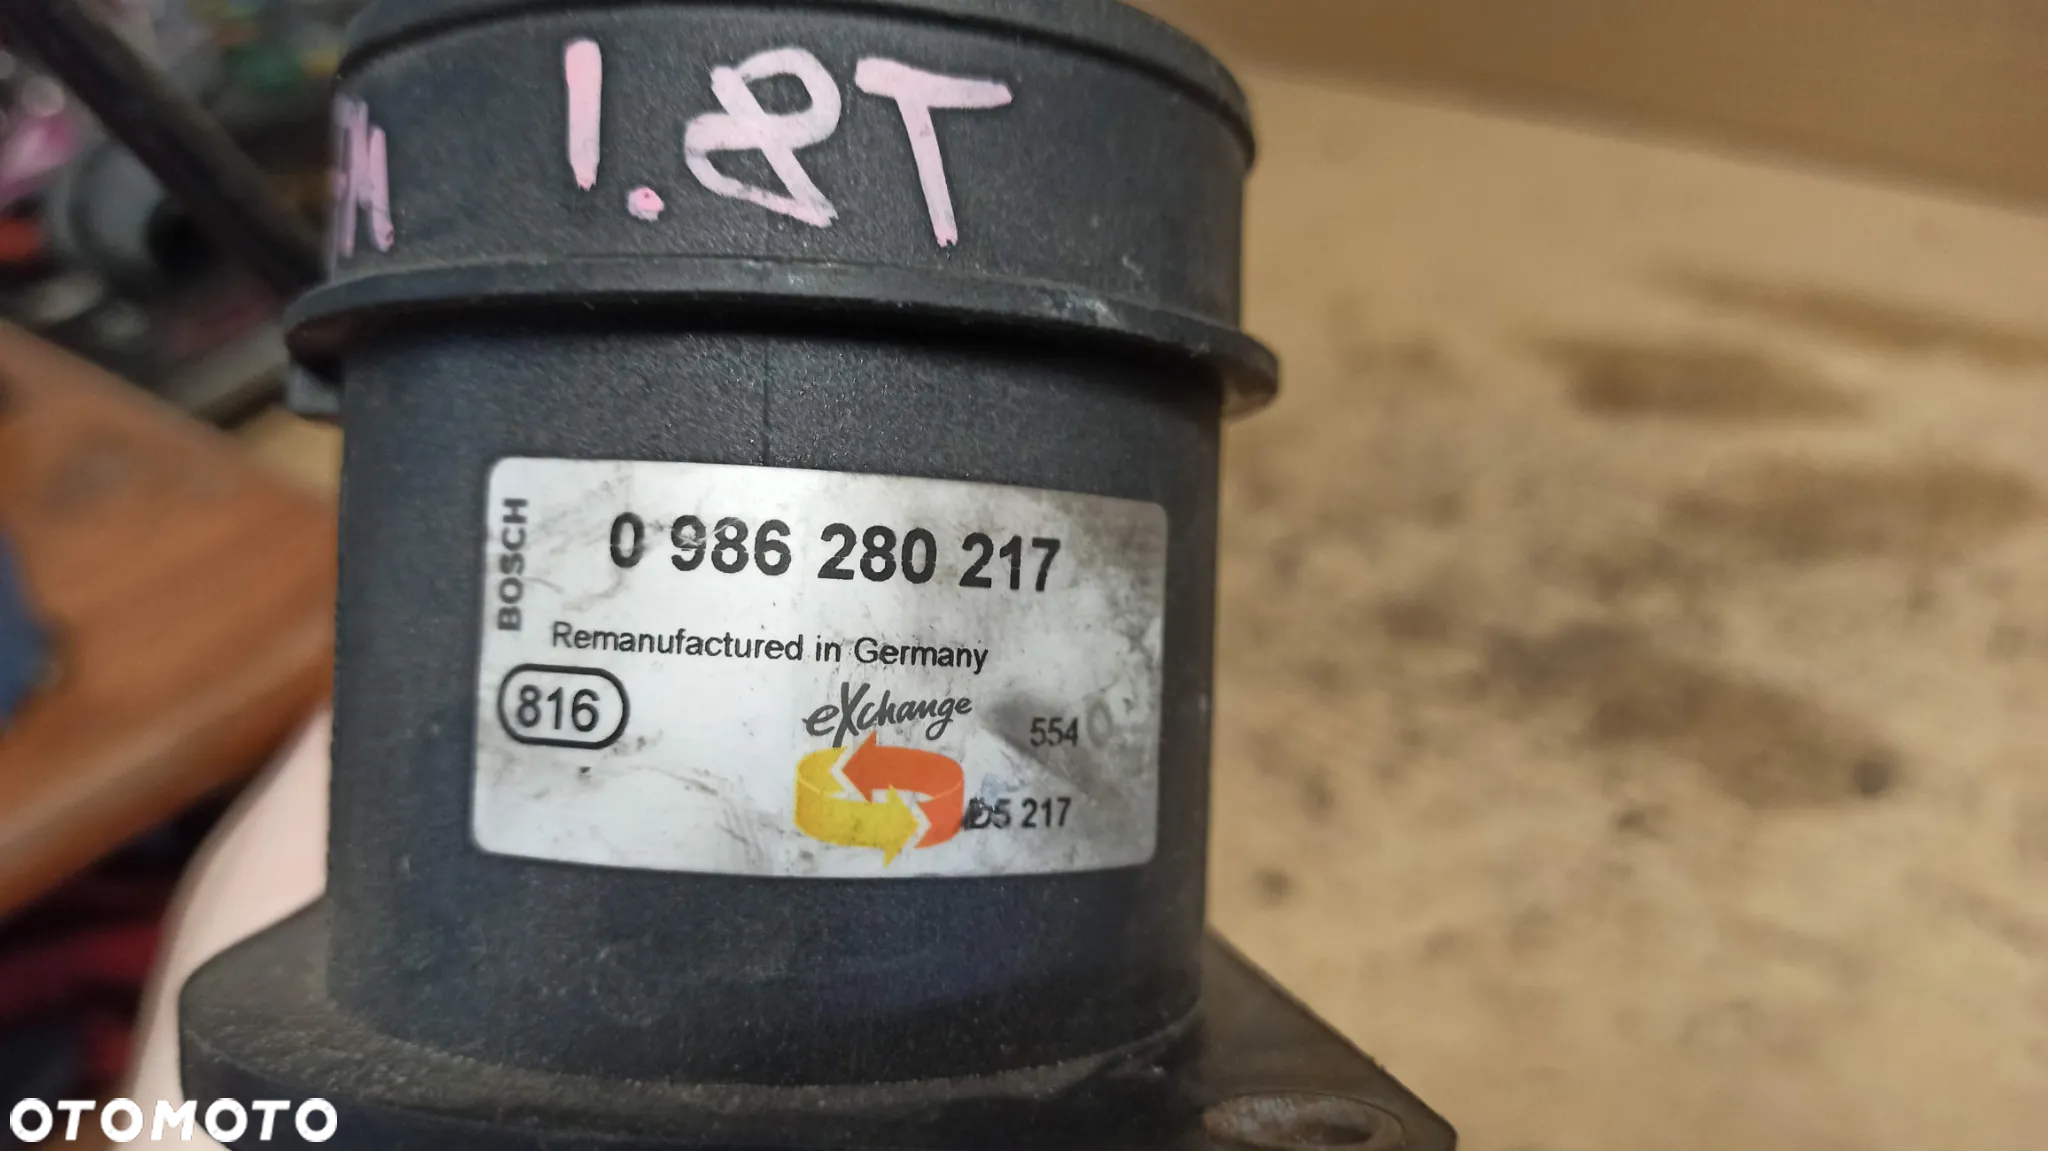 1.8T
BOSCH
0 986 280 217
Remanufactured in Germany
816
eXchange
554
217
OTOMOTO